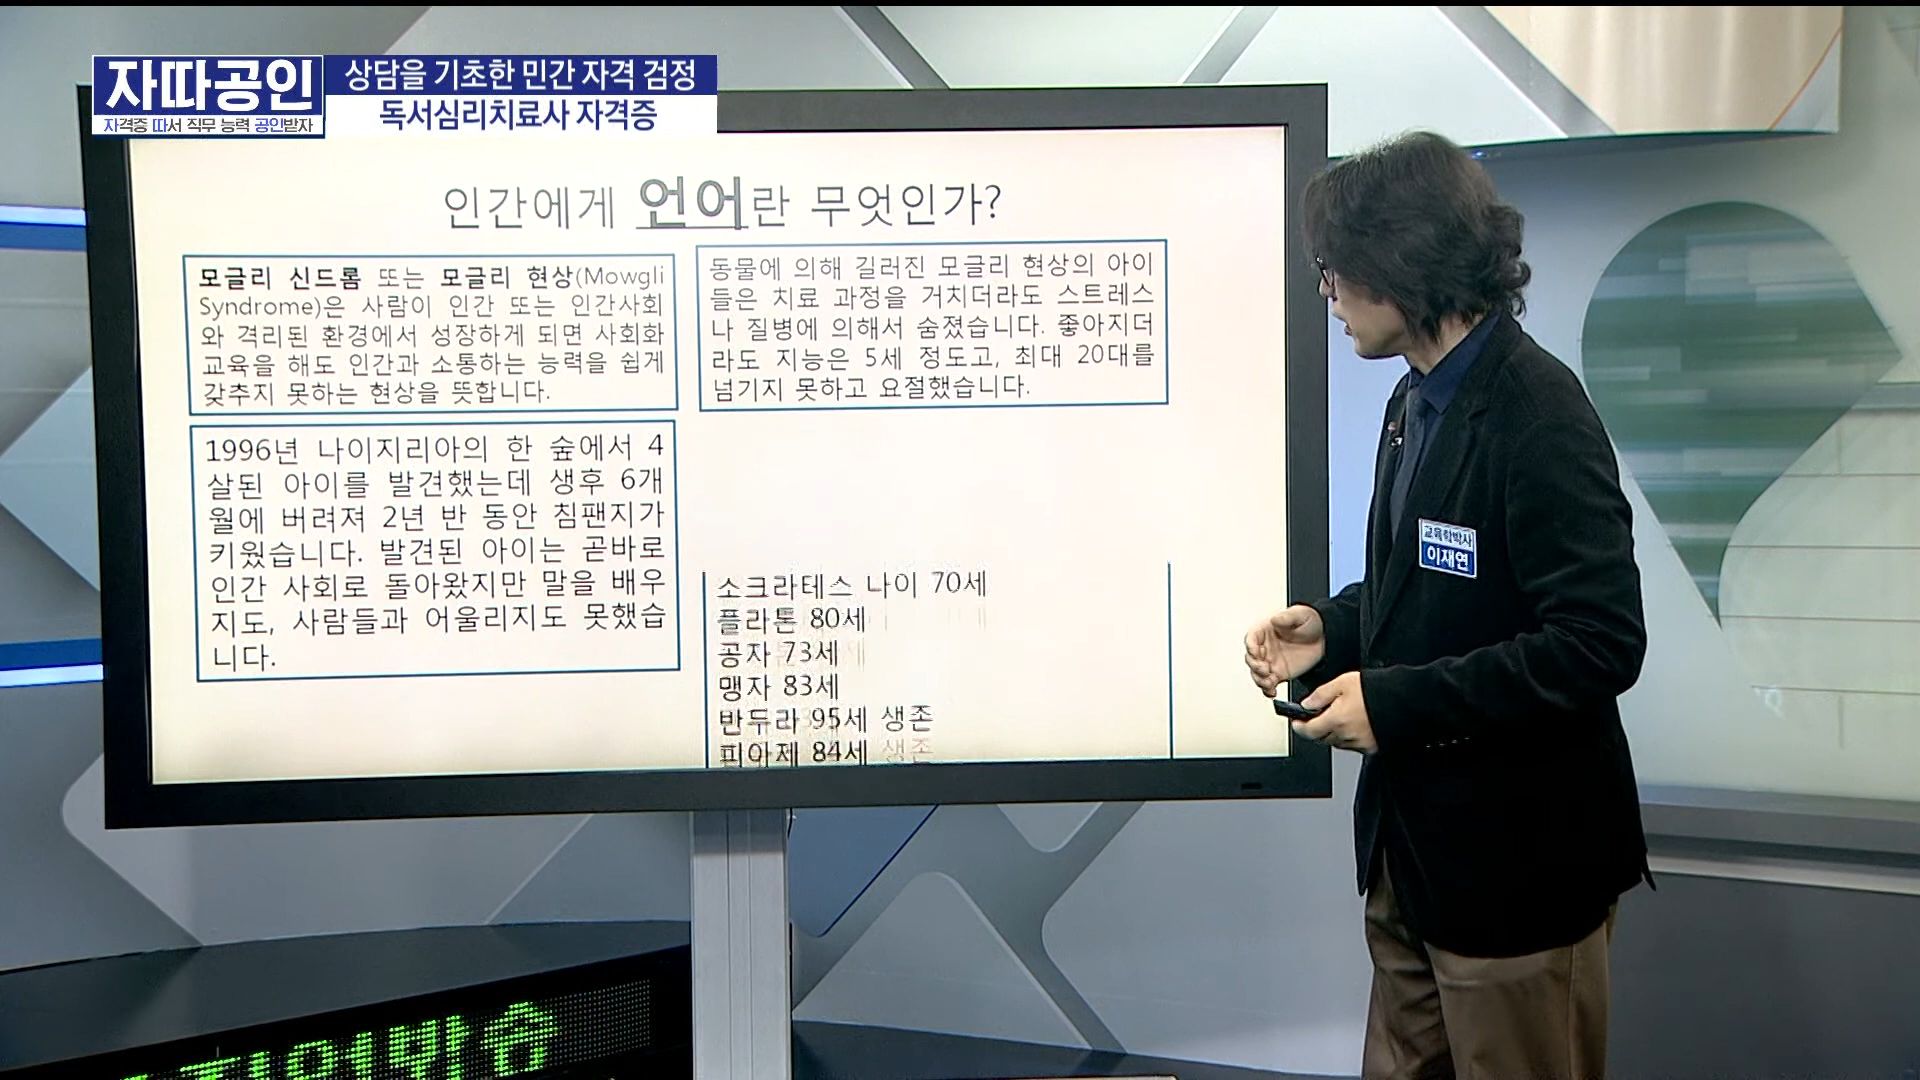 자따공인
자격증 따서 직무 능력 공인받자
상담을 기초한 민간 자격 검정
독서심리치료사 자격증
인간에게 언어란 무엇인가?
모글리 신드롬 또는 모글리 현상(Mowgli
Syndrome)은 사람이 인간 또는 인간사회
와 격리된 환경에서 성장하게 되면 사회화
교육을 해도 인간과 소통하는 능력을 쉽게
갖추지 못하는 현상을 뜻합니다.
동물에 의해 길러진 모글리 현상의 아이
들은 치료 과정을 거치더라도 스트레스
나 질병에 의해서 숨졌습니다. 좋아지더
라도 지능은 5세 정도고, 최대 20대를
넘기지 못하고 요절했습니다.
1996년 나이지리아의 한 숲에서 4
살된 아이를 발견했는데 생후 6개
월에 버려져 2년 반 동안 침팬지가
키웠습니다. 발견된 아이는 곧바로
인간 사회로 돌아왔지만 말을 배우
지도, 사람들과 어울리지도 못했습
니다.
소크라테스 나이 70세
플라톤 80세
공자 73세
맹자 83세
반두라 95세 생존
피아제 84세 생존
교육학박사
이재연